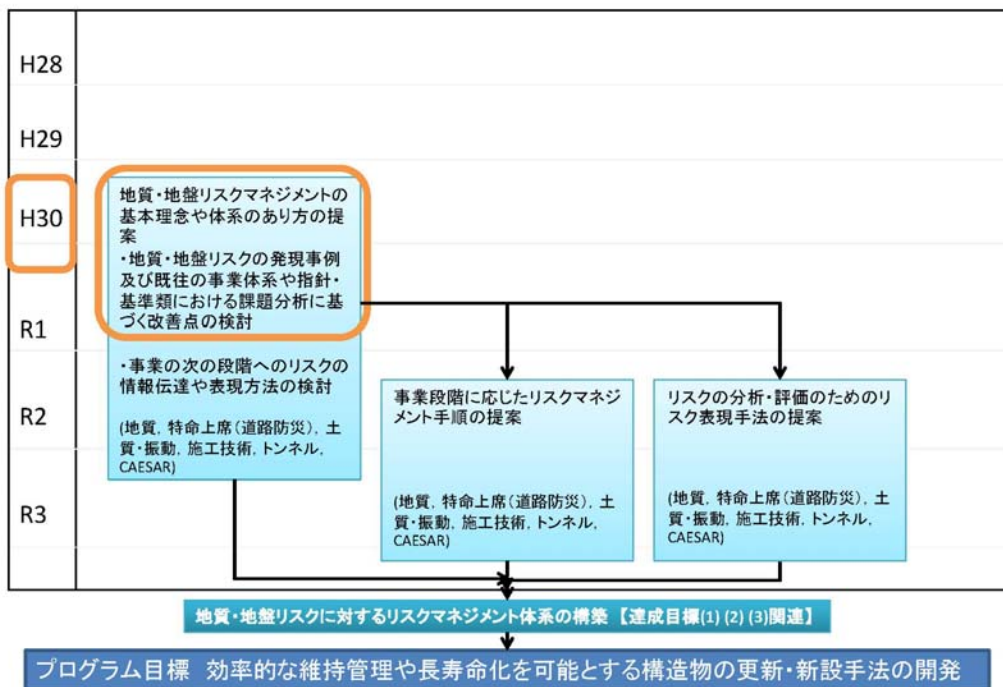 H28
H29
H30
R1
R2
R3
地質・地盤リスクマネジメントの
基本理念や体系のあり方の提
案
・地質・地盤リスクの発現事例
及び既往の事業体系や指針・
基準類における課題分析に基
づく改善点の検討
・事業の次の段階へのリスクの
情報伝達や表現方法の検討
(地質, 特命上席(道路防災), 土
質・振動, 施工技術, トンネル,
CAESAR)
事業段階に応じたリスクマネジ
メント手順の提案
(地質, 特命上席(道路防災), 土
質・振動, 施工技術, トンネル,
CAESAR)
リスクの分析・評価のためのリ
スク表現手法の提案
(地質, 特命上席(道路防災), 土
質・振動, 施工技術, トンネル,
CAESAR)
地質・地盤リスクに対するリスクマネジメント体系の構築 【達成目標(1) (2) (3)関連】
プログラム目標 効率的な維持管理や長寿命化を可能とする構造物の更新・新設手法の開発